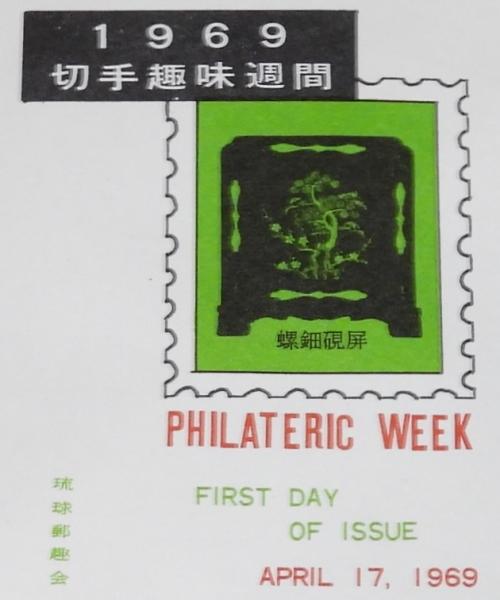 1969
切手趣味週間
螺鈿硯屏
PHILATERIC WEEK
FIRST DAY
OF ISSUE
APRIL 17, 1969
琉球郵趣会